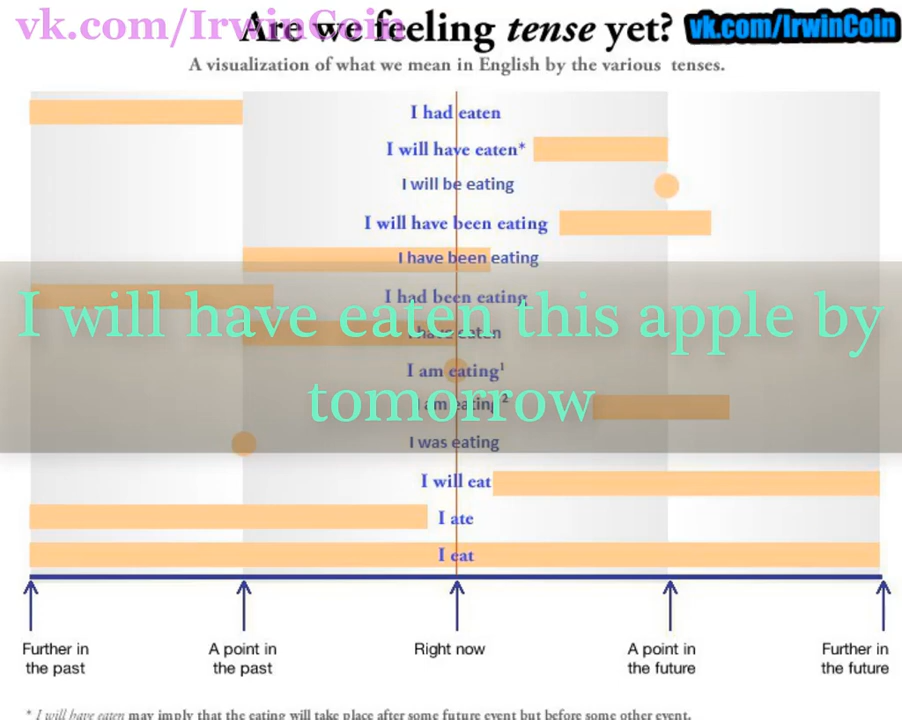 vk.com/IrwinCoin
Are we feeling tense yet?
vk.com/IrwinCoin
A visualization of what we mean in English by the various tenses.
I had eaten
I will have eaten*
I will be eating
I will have been eating
I have been eating
I had been eating
I will have eaten this apple by
I have eaten
I am eating¹
tomorrow
I am eating²
I was eating
I will eat
I ate
I eat
Further in
the past
A point in
the past
Right now
A point in
the future
Further in
the future
* I will have eaten may imply that the eating will take place after some future event but before some other event.